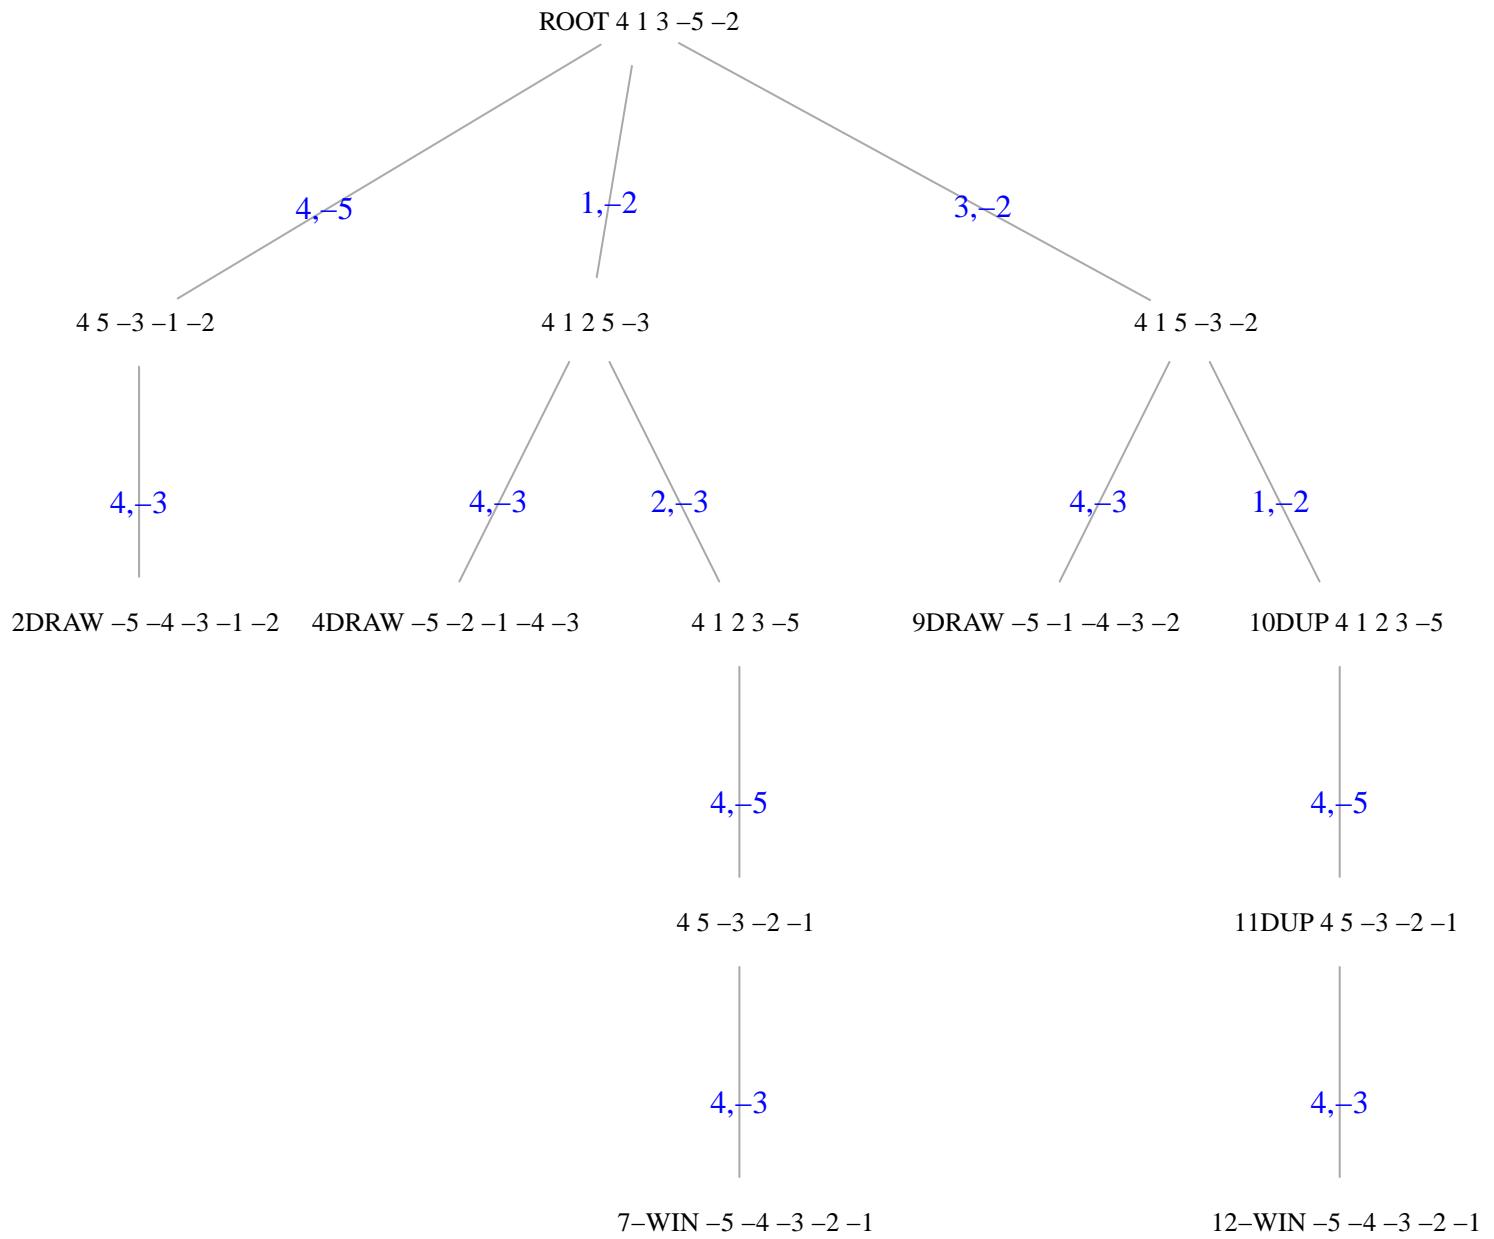 ROOT 4 1 3 –5 –2
4,–5
1,–2
3,–2
4 5 –3 –1 –2
4 1 2 5 –3
4 1 5 –3 –2
4,–3
4,–3
2,–3
4,–3
1,–2
2DRAW –5 –4 –3 –1 –2
4DRAW –5 –2 –1 –4 –3
4 1 2 3 –5
9DRAW –5 –1 –4 –3 –2
10DUP 4 1 2 3 –5
4,–5
4,–5
4 5 –3 –2 –1
11DUP 4 5 –3 –2 –1
4,–3
4,–3
7–WIN –5 –4 –3 –2 –1
12–WIN –5 –4 –3 –2 –1